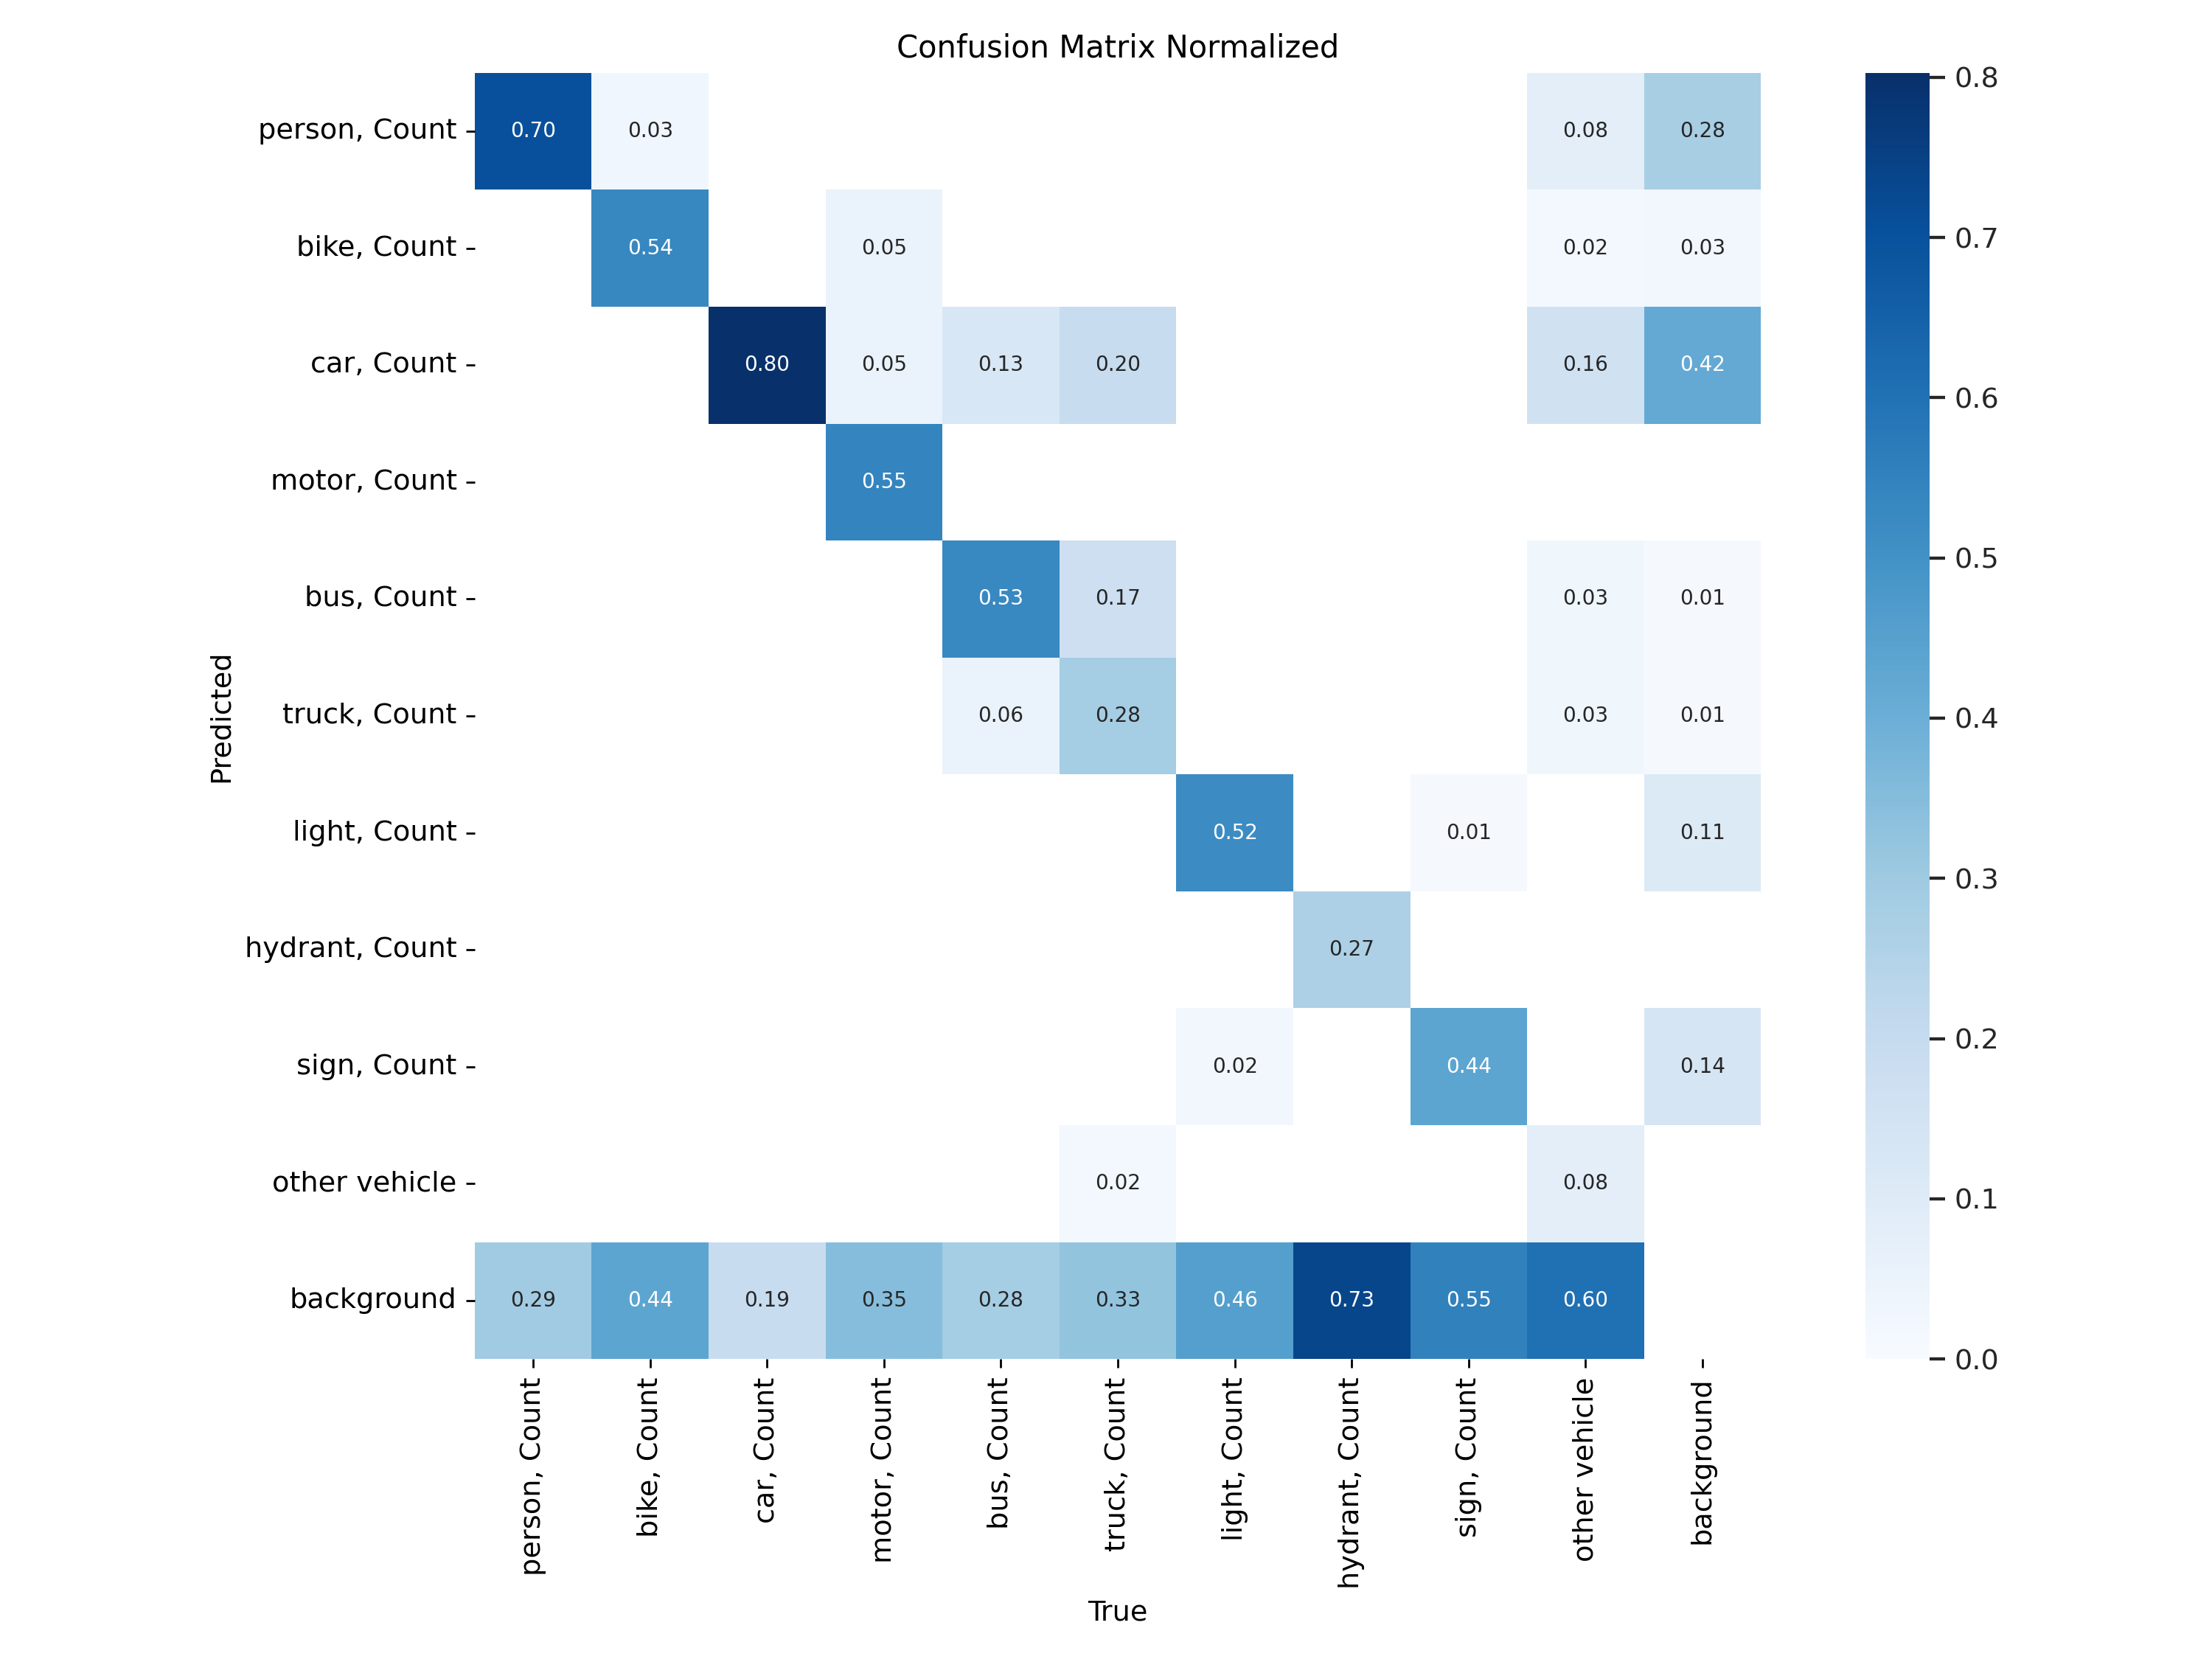 Confusion Matrix Normalized
person, Count 0.70 0.03 0.08 0.28
bike, Count 0.54 0.05 0.02 0.03
car, Count 0.80 0.05 0.13 0.20 0.16 0.42
motor, Count 0.55
bus, Count 0.53 0.17 0.03 0.01
truck, Count 0.06 0.28 0.03 0.01
light, Count 0.52 0.01 0.11
hydrant, Count 0.27
sign, Count 0.02 0.44 0.14
other vehicle 0.02 0.08
background 0.29 0.44 0.19 0.35 0.28 0.33 0.46 0.73 0.55 0.60
Predicted
person, Count
bike, Count
car, Count
motor, Count
bus, Count
truck, Count
light, Count
hydrant, Count
sign, Count
other vehicle
background
True
0.8
0.7
0.6
0.5
0.4
0.3
0.2
0.1
0.0